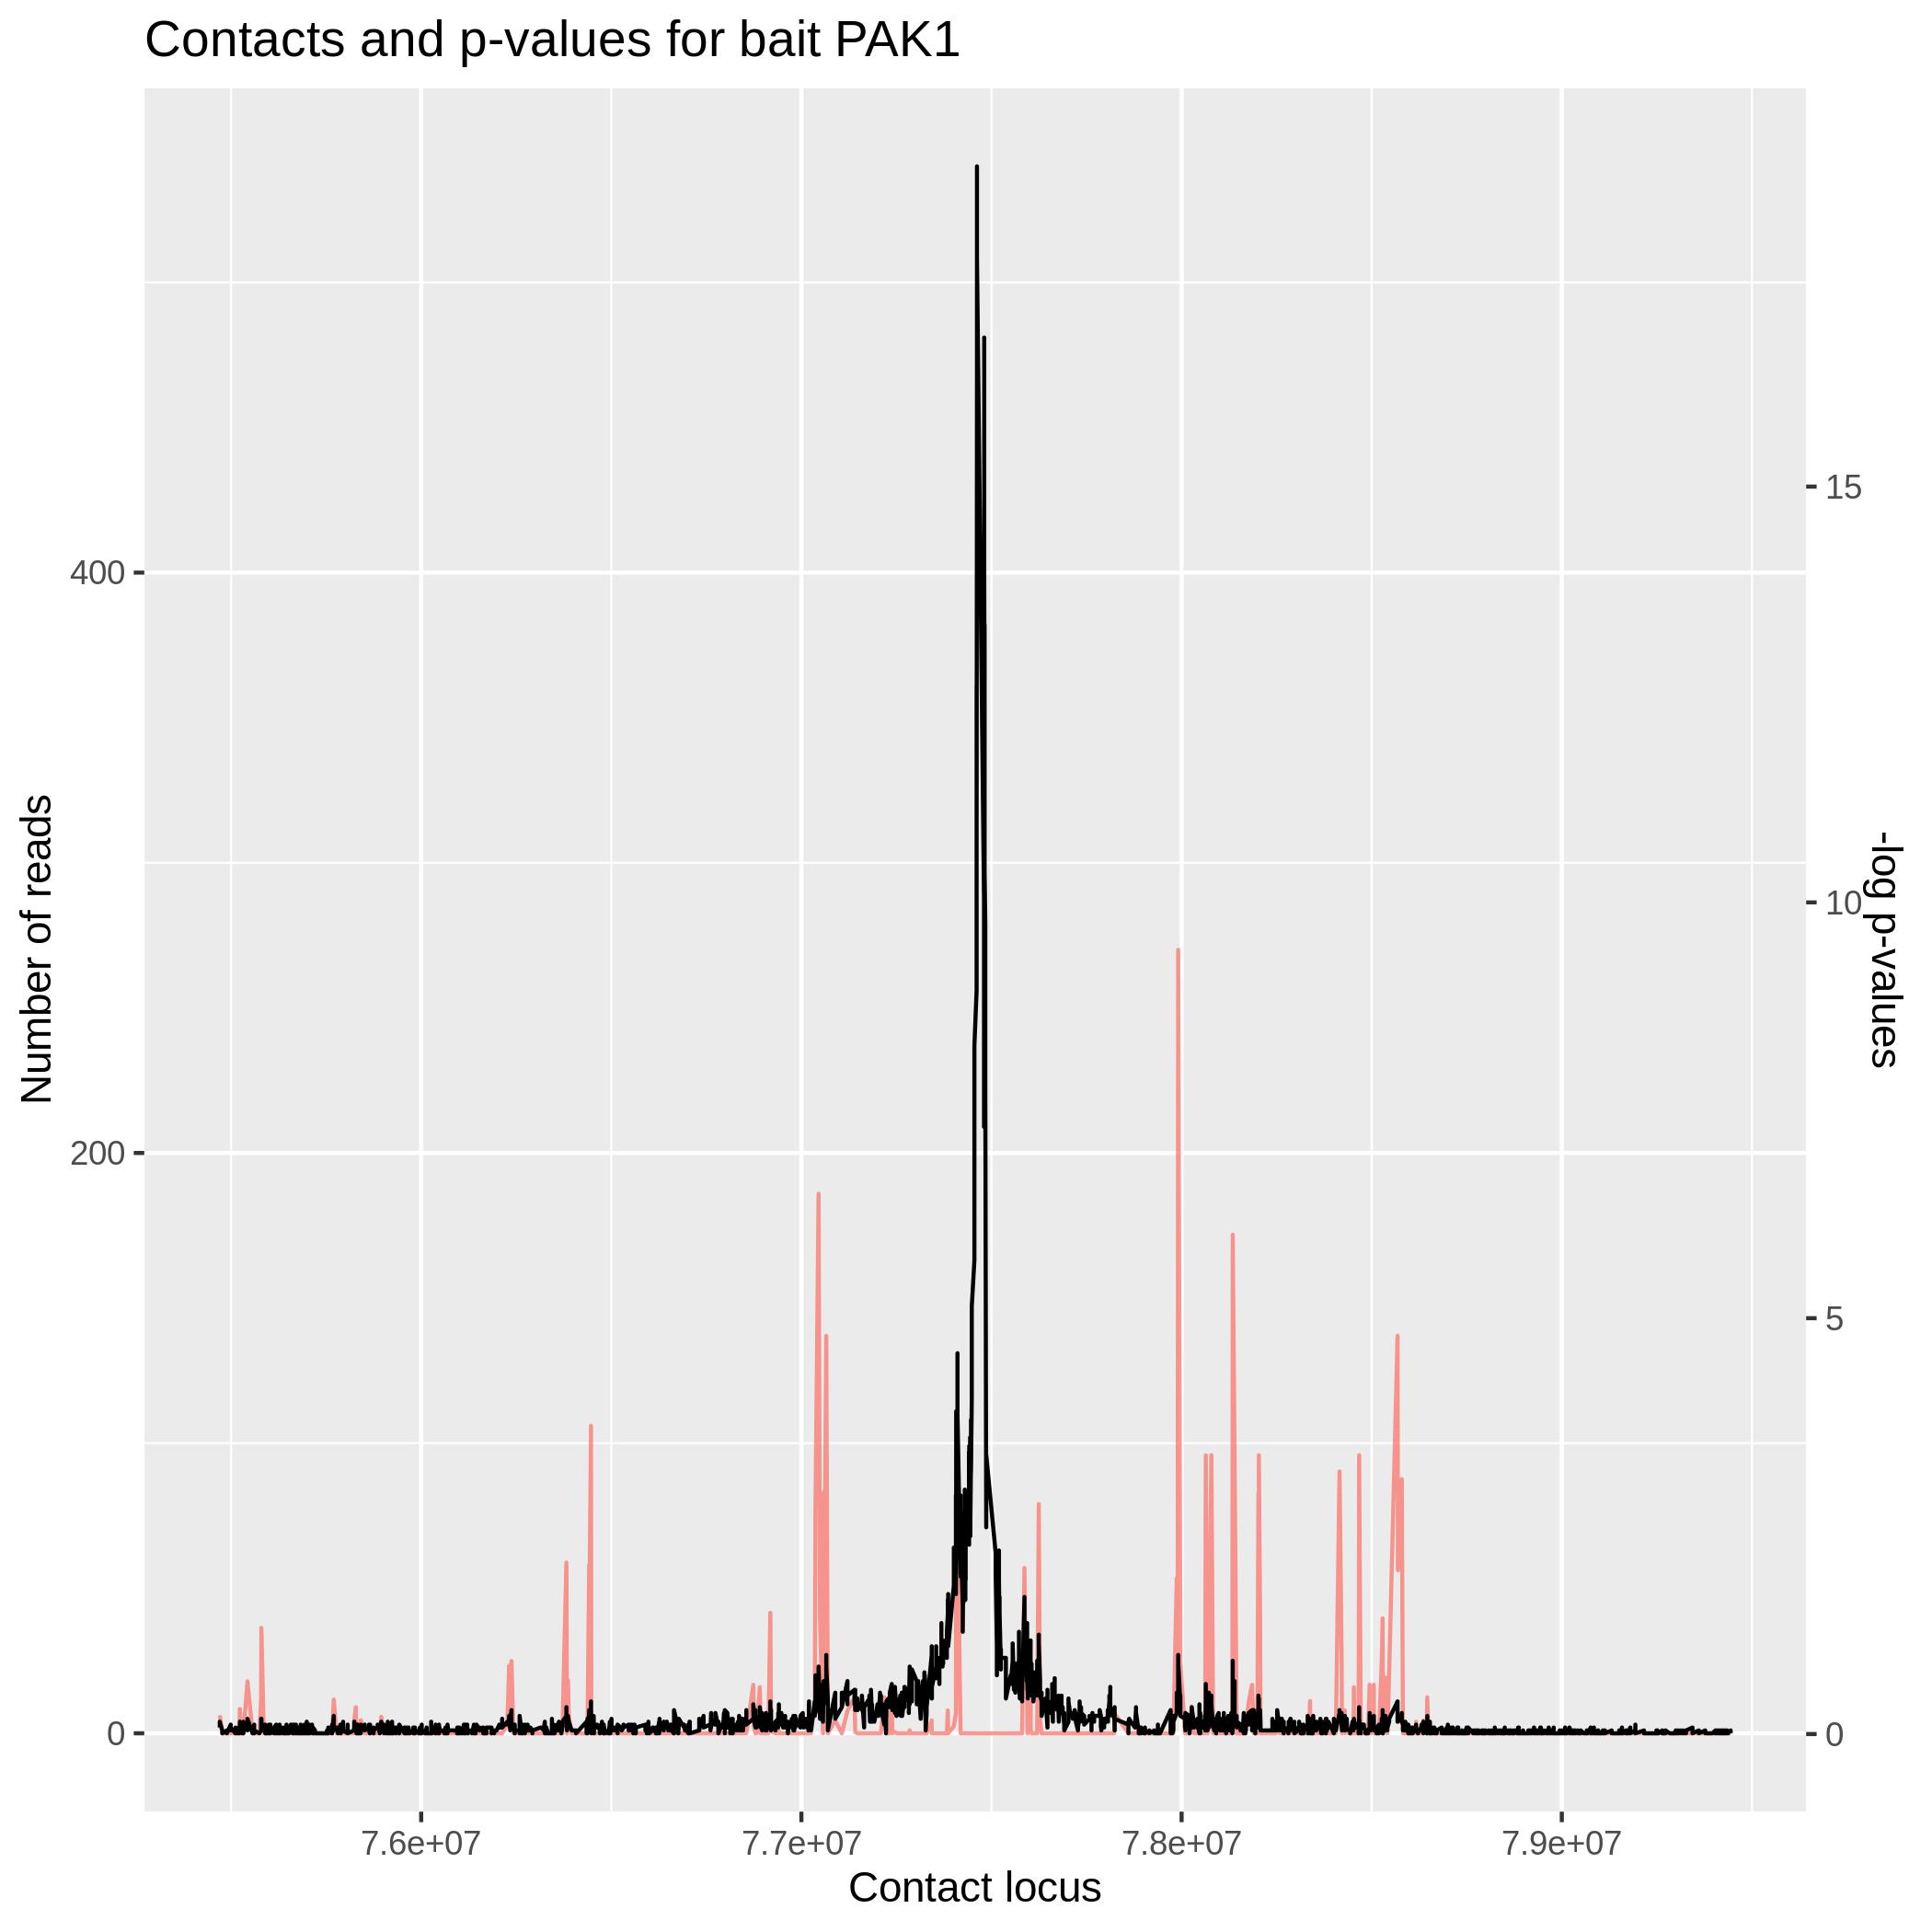 Contacts and p-values for bait PAK1
Number of reads
400
200
0
15
10
5
0
-log p-values
7.6e+07 7.7e+07 7.8e+07 7.9e+07
Contact locus